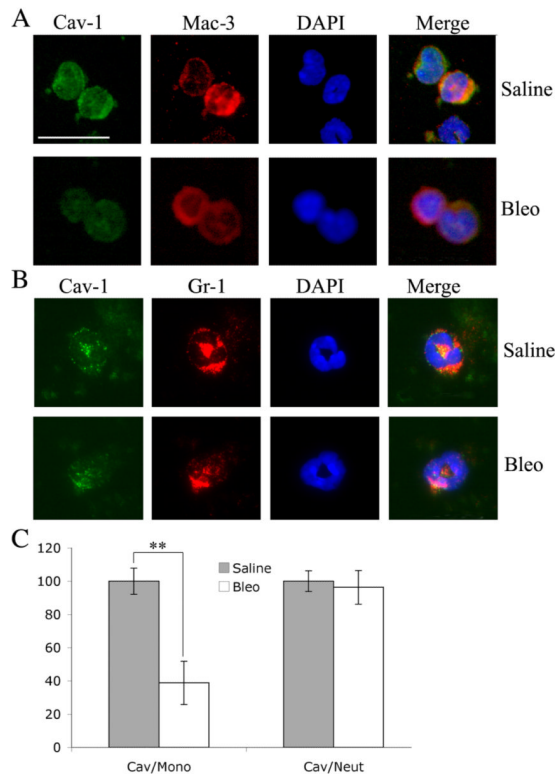 A
Cav-1 Mac-3 DAPI Merge
Saline
Bleo
B
Cav-1 Gr-1 DAPI Merge
Saline
Bleo
C
120
100
80
60
40
20
0
**
Saline
Bleo
Cav/Mono Cav/Neut